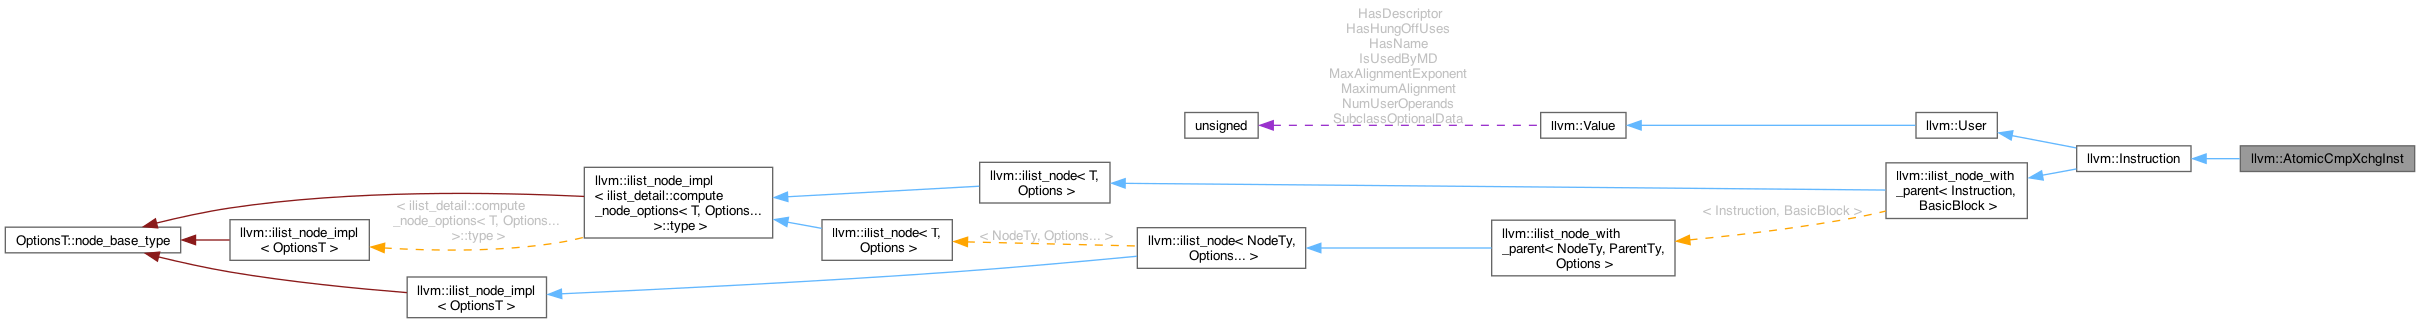 HasDescriptor
HasHungOffUses
HasName
IsUsedByMD
MaxAlignmentExponent
MaximumAlignment
NumUserOperands
SubclassOptionalData
unsigned
llvm::Value
llvm::User
llvm::Instruction
llvm::AtomicCmpXchgInst
llvm::ilist_node_impl
< ilist_detail::compute
_node_options< T, Options...
>::type >
llvm::ilist_node< T,
Options >
llvm::ilist_node_with
_parent< Instruction,
BasicBlock >
< ilist_detail::compute
_node_options< T, Options...
>::type >
< Instruction, BasicBlock >
OptionsT::node_base_type
llvm::ilist_node_impl
< OptionsT >
llvm::ilist_node< T,
Options >
< NodeTy, Options... >
llvm::ilist_node< NodeTy,
Options... >
llvm::ilist_node_with
_parent< NodeTy, ParentTy,
Options >
llvm::ilist_node_impl
< OptionsT >